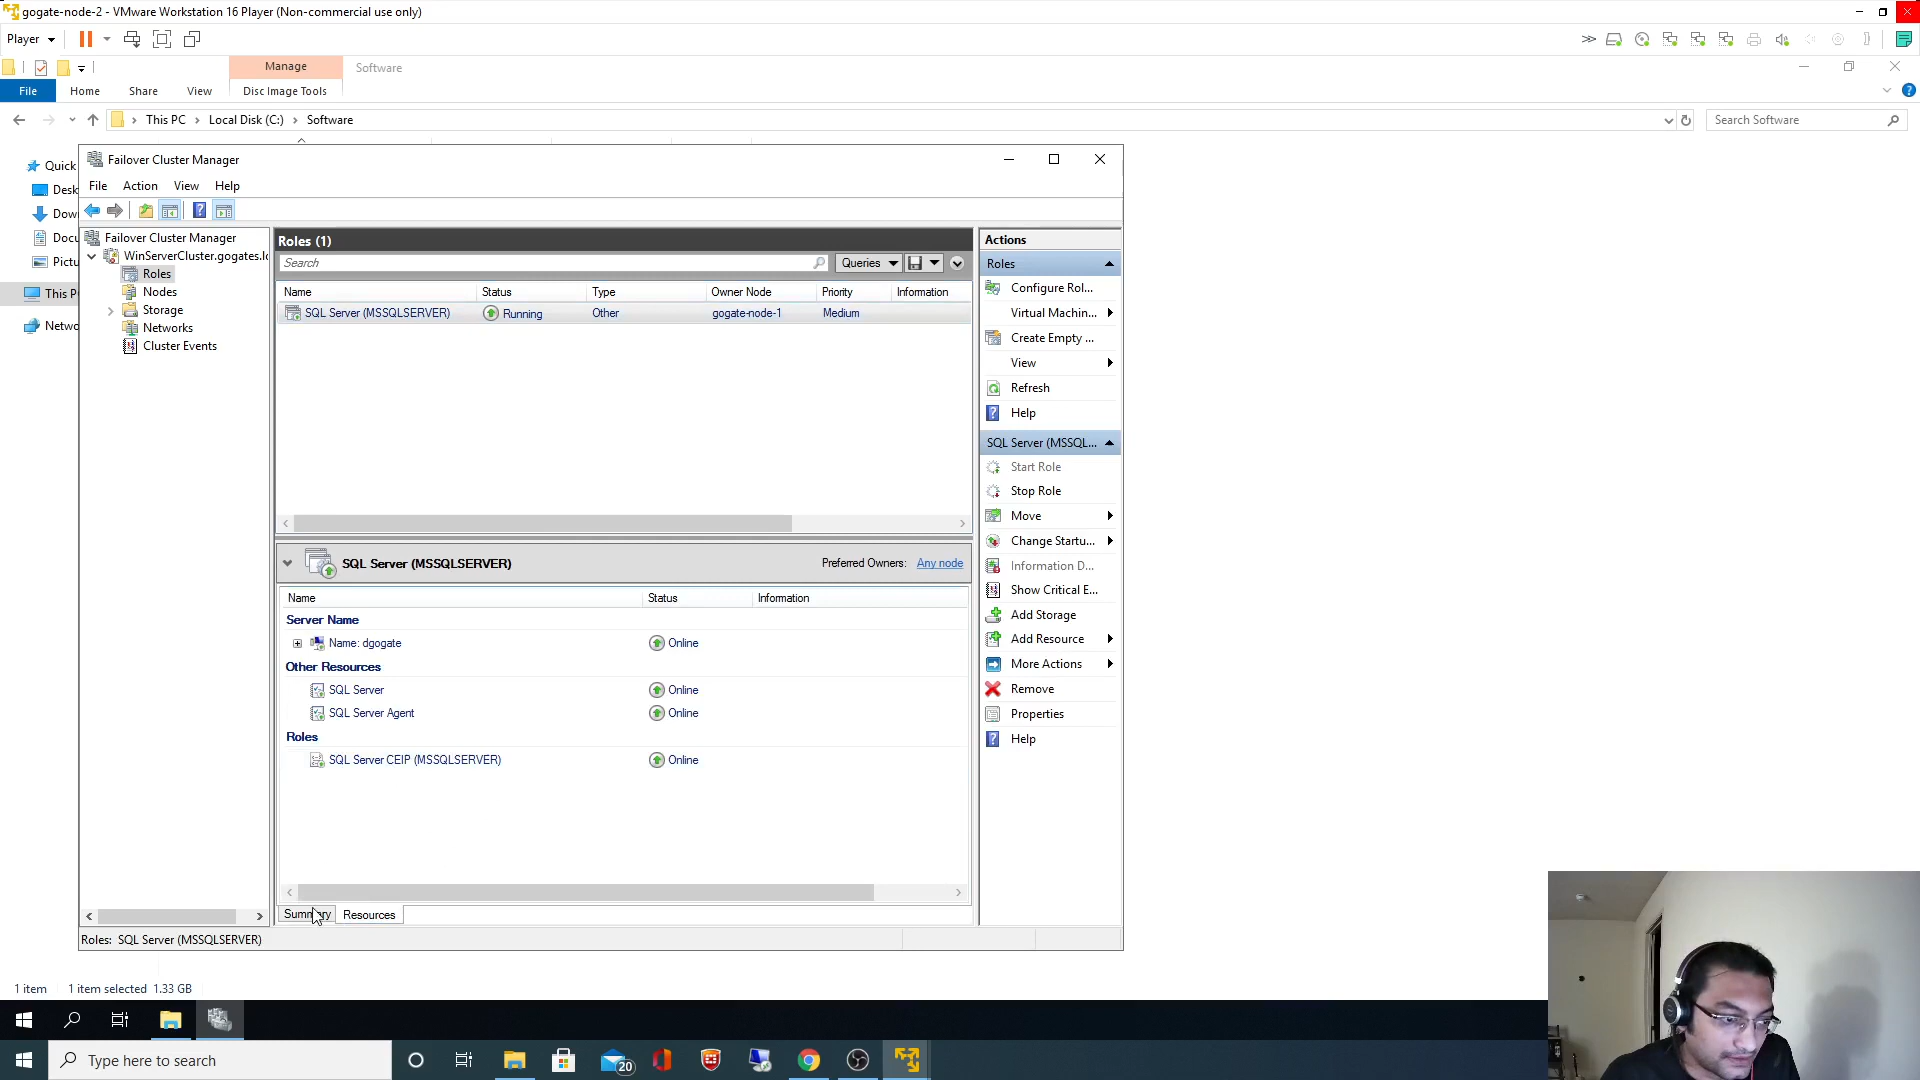 gogate-node-2 - VMware Workstation 16 Player (Non-commercial use only)
Player
Manage
Software
File
Home
Share
View
Disc Image Tools
This PC
Local Disk (C:)
Software
Search Software
Quick
Desk
Dow
Docu
Pictu
This P
Netwo
Failover Cluster Manager
File
Action
View
Help
Failover Cluster Manager
WinServerCluster.gogates.lo
Roles
Nodes
Storage
Networks
Cluster Events
Roles (1)
Search
Queries
Name
Status
Type
Owner Node
Priority
Information
SQL Server (MSSQLSERVER)
Running
Other
gogate-node-1
Medium
SQL Server (MSSQLSERVER)
Preferred Owners:
Any node
Name
Status
Information
Server Name
Name: dgogate
Online
Other Resources
SQL Server
Online
SQL Server Agent
Online
Roles
SQL Server CEIP (MSSQLSERVER)
Online
Summary
Resources
Actions
Roles
Configure Rol...
Virtual Machin...
Create Empty ...
View
Refresh
Help
SQL Server (MSSQL...
Start Role
Stop Role
Move
Change Startu...
Information D...
Show Critical E...
Add Storage
Add Resource
More Actions
Remove
Properties
Help
Roles: SQL Server (MSSQLSERVER)
1 item
1 item selected 1.33 GB
Type here to search
20